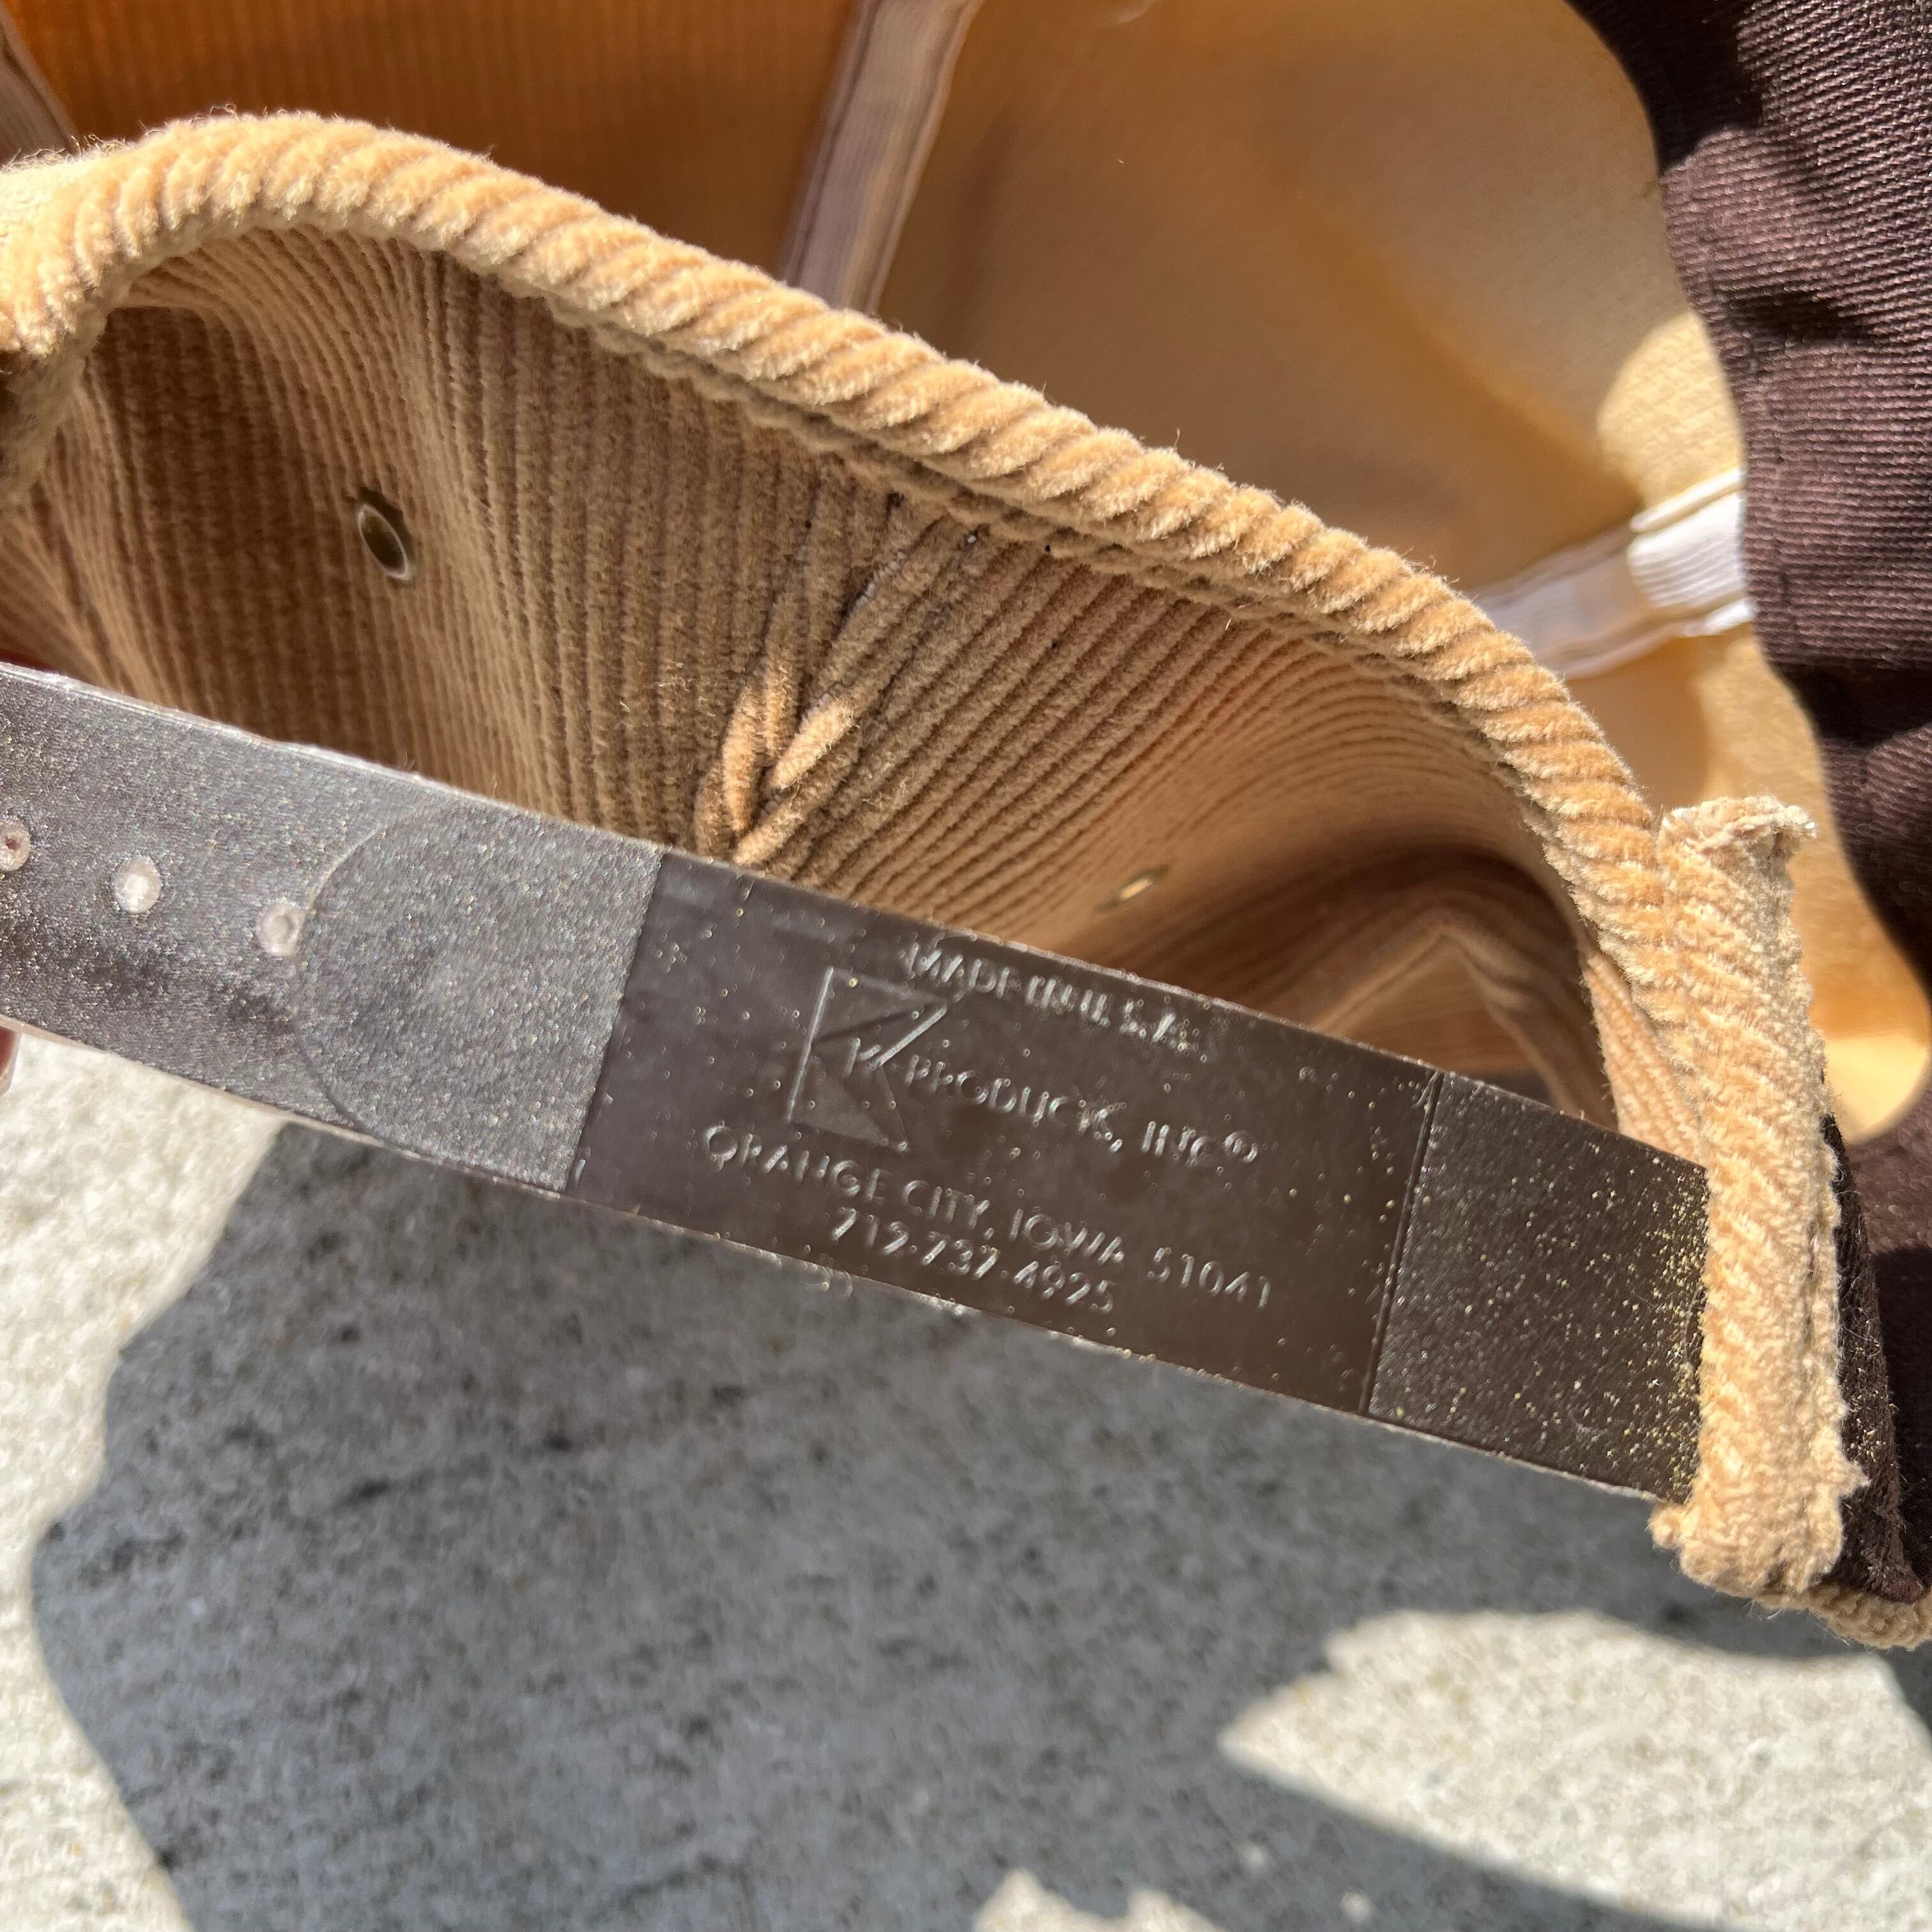 MADE IN U.S.A.
K PRODUCTS, INC®
ORANGE CITY, IOWA 51041
712-737-4925